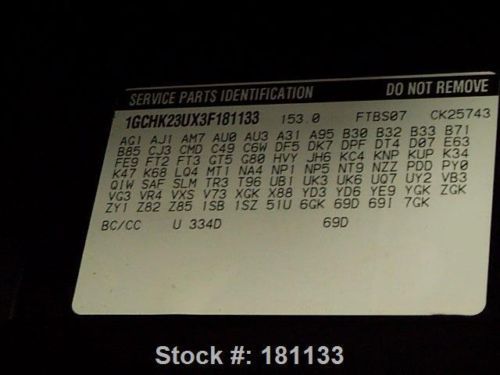 SERVICE PARTS IDENTIFICATION DO NOT REMOVE
1GCHK23UX3F181133 153.0 FTBS07 CK25743
AG1 AJ1 AM7 AU0 AU3 A31 A95 B30 B32 B33 B71
B85 CJ3 CMD C49 C6W DF5 DK7 DPF DT4 D07 E63
FE9 FT2 FT3 GT5 G80 HVY JH6 KC4 KNP KUP K34
K47 K68 LQ4 MT1 NA4 NP1 NP5 NT9 NZZ PDD PY0
QIW SAF SLM TR3 T96 UB1 UK3 UK6 UQ7 UY2 VB3
VG3 VR4 VXS V73 XGK X88 YD3 YD6 YE9 YGK ZGK
ZY1 Z82 Z85 1SB 1SZ 51U 6GK 69D 69I 7GK
BC/CC U 334D 69D
Stock #: 181133